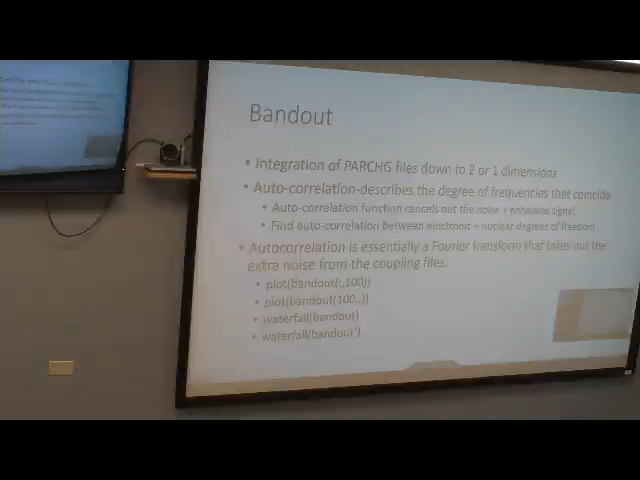 Bandout
• Integration of PARCHG files down to 2 or 1 dimensions
• Auto-correlation-describes the degree of frequencies that coincide
• Auto-correlation function cancels out the noise + enhances signal
• Find auto-correlation between electronic + nuclear degrees of freedom
• Autocorrelation is essentially a Fourier transform that takes out the
extra noise from the coupling files.
• plot(bandout(:,100))
• plot(bandout(100,:))
• waterfall(bandout)
• waterfall(bandout')